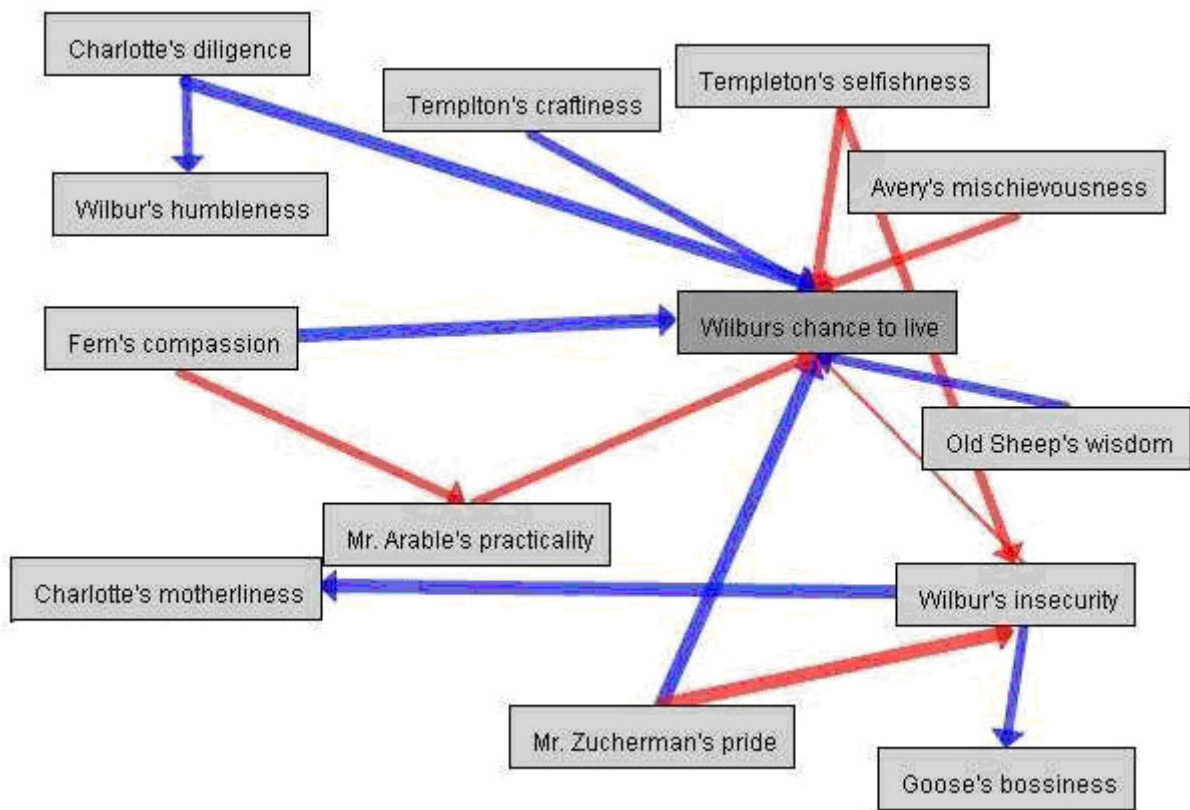 Charlotte's diligence
Templton's craftiness
Templeton's selfishness
Avery's mischievousness
Wilbur's humbleness
Fern's compassion
Wilburs chance to live
Old Sheep's wisdom
Mr. Arable's practicality
Charlotte's motherliness
Wilbur's insecurity
Mr. Zucherman's pride
Goose's bossiness